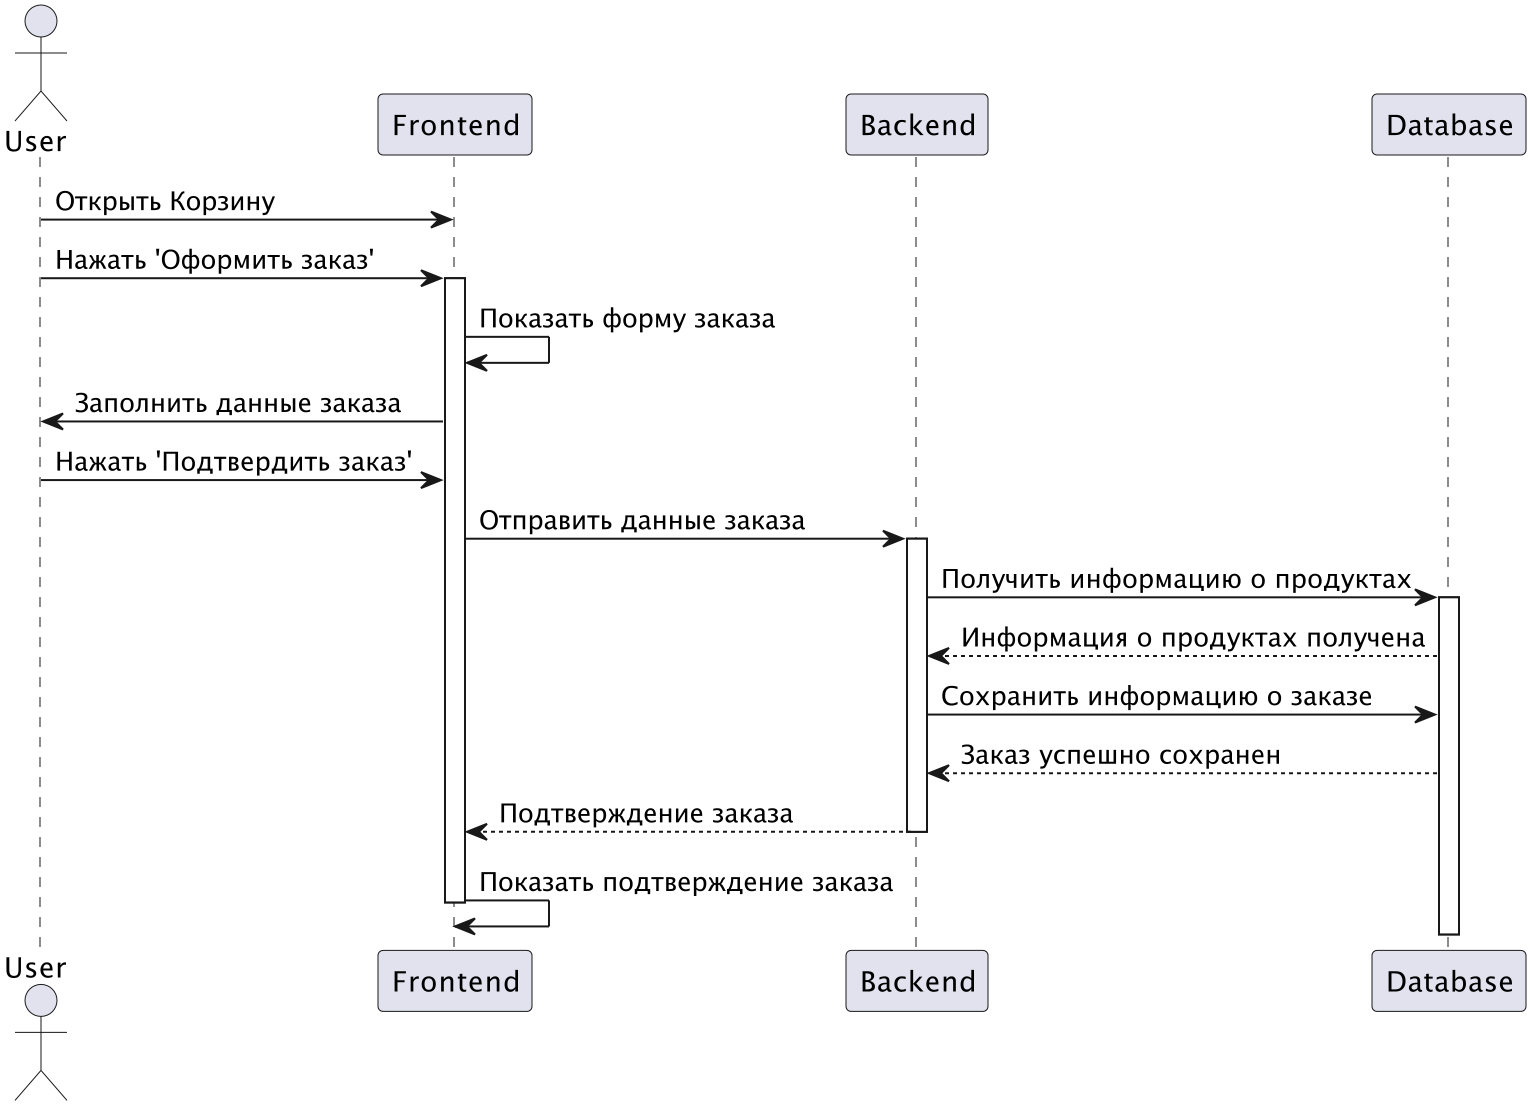 User
Frontend
Backend
Database
Открыть Корзину
Нажать 'Оформить заказ'
Показать форму заказа
Заполнить данные заказа
Нажать 'Подтвердить заказ'
Отправить данные заказа
Получить информацию о продуктах
Информация о продуктах получена
Сохранить информацию о заказе
Заказ успешно сохранен
Подтверждение заказа
Показать подтверждение заказа
User
Frontend
Backend
Database